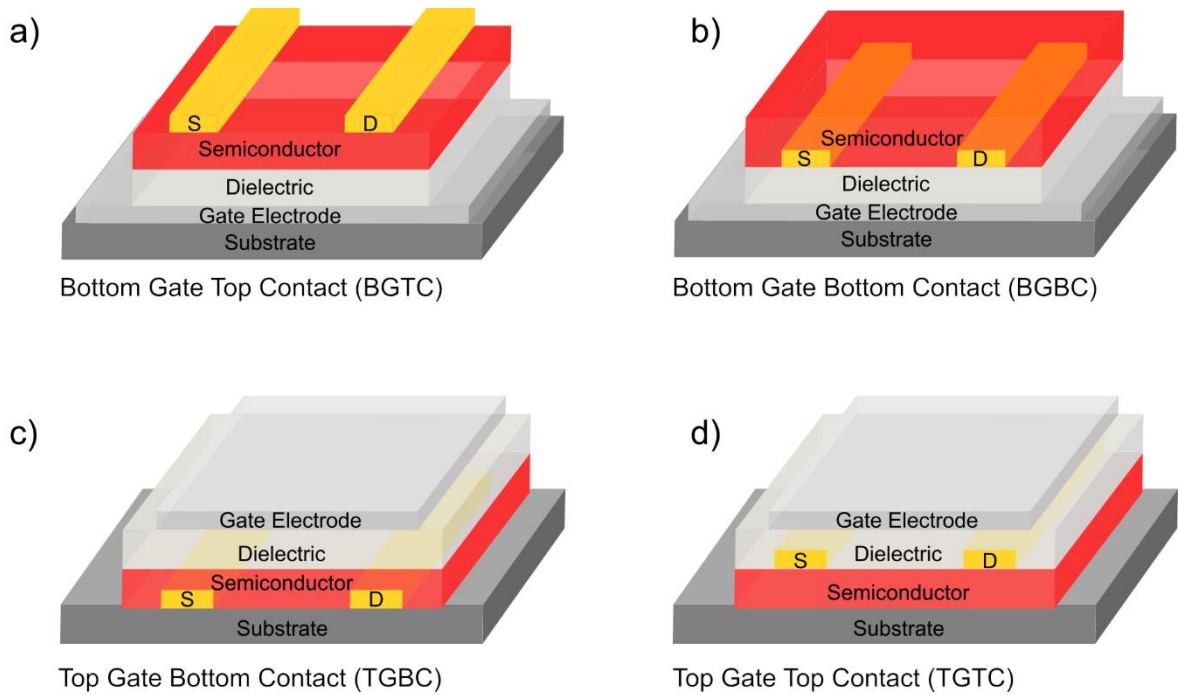 a)
S
D
Semiconductor
Dielectric
Gate Electrode
Substrate
Bottom Gate Top Contact (BGTC)
b)
Semiconductor
S
D
Dielectric
Gate Electrode
Substrate
Bottom Gate Bottom Contact (BGBC)
c)
Gate Electrode
Dielectric
Semiconductor
S
D
Substrate
Top Gate Bottom Contact (TGBC)
d)
Gate Electrode
S
Dielectric
D
Semiconductor
Substrate
Top Gate Top Contact (TGTC)